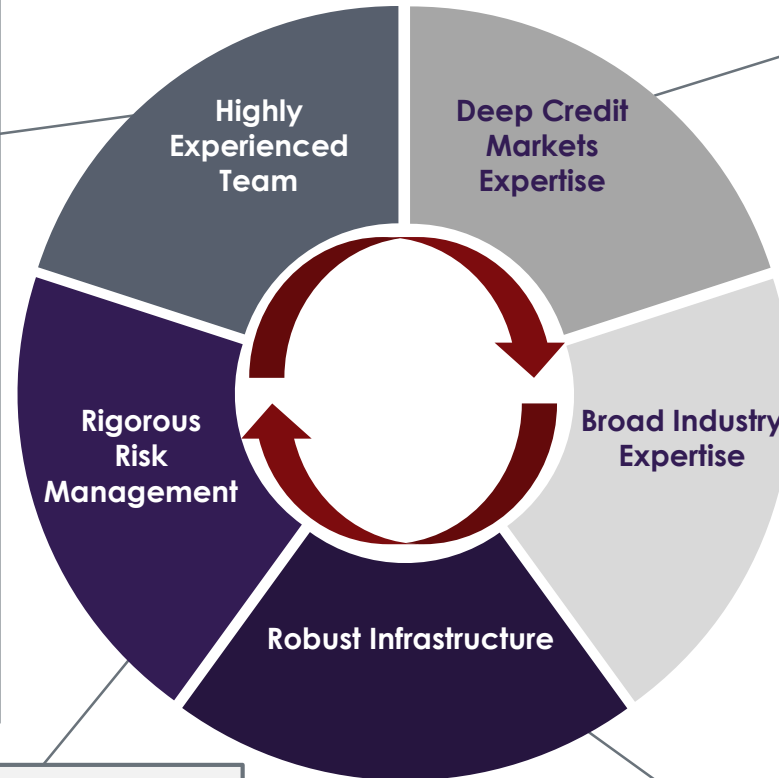 Highly
Experienced
Team
Deep Credit
Markets
Expertise
Broad Industry
Expertise
Robust Infrastructure
Rigorous
Risk
Management